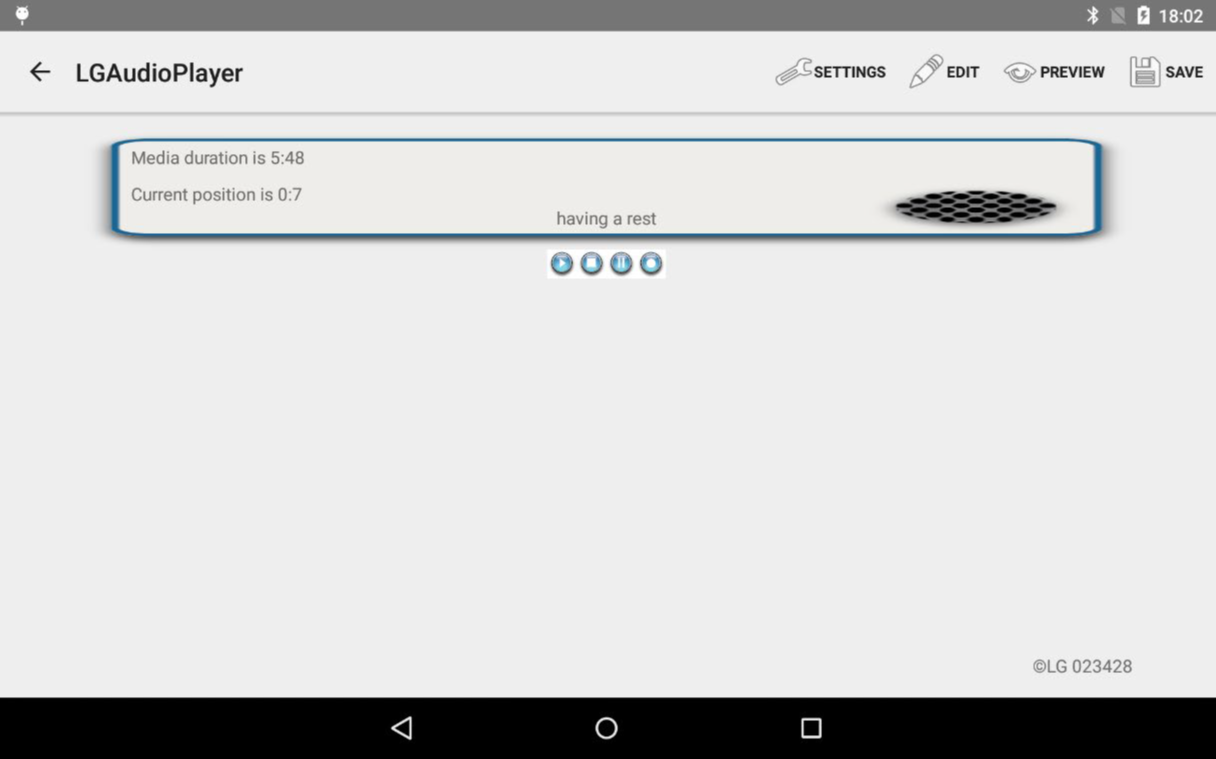 18:02
LGAudioPlayer
SETTINGS
EDIT
PREVIEW
SAVE
Media duration is 5:48
Current position is 0:7
having a rest
©LG 023428